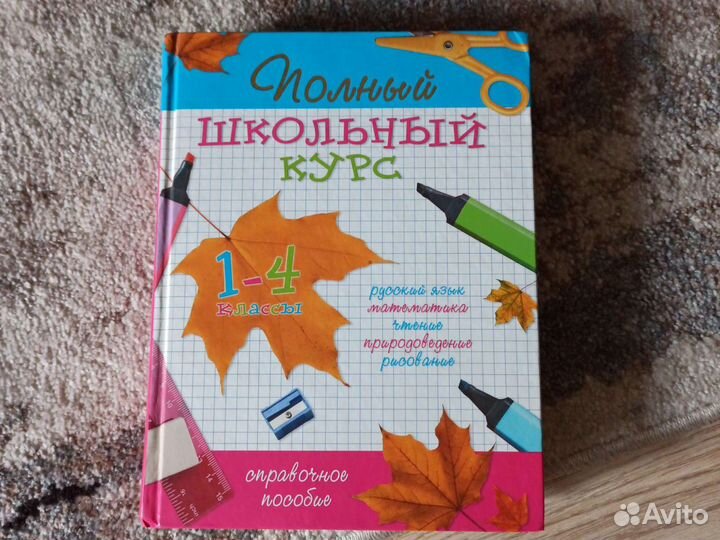 Полный
ШКОЛЬНЫЙ
КУРС
1-4
классы
русский язык
математика
чтение
природоведение
рисование
справочное
пособие
Avito